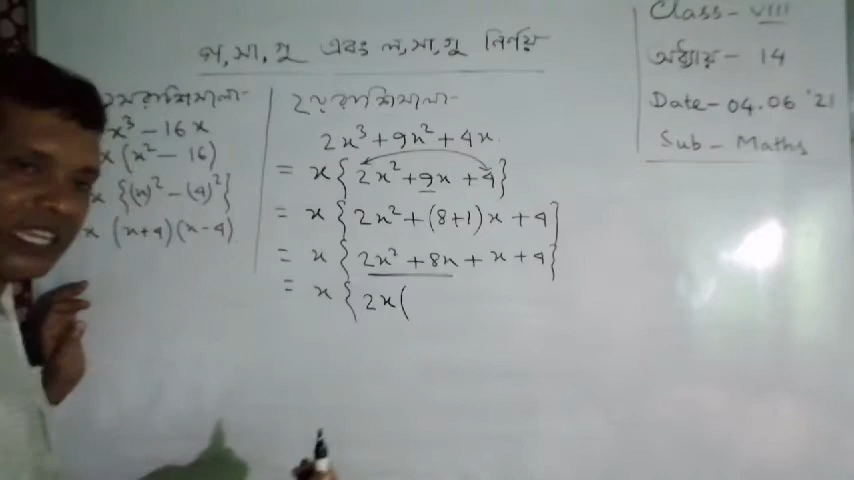 গ.সা.গু এবং ল.সা.গু নির্ণয়
Class - VIII
অধ্যায় - 14
Date - 04.06 '21
Sub - Maths
রাশিমালা-
x³ - 16x
x (x² - 16)
x {(x)² - (4)²}
x (x+4) (x-4)
২য় রাশিমালা-
2x³ + 9x² + 4x
= x { 2x² + 9x + 4 }
= x { 2x² + (8+1)x + 4 }
= x { 2x² + 8x + x + 4 }
= x { 2x (